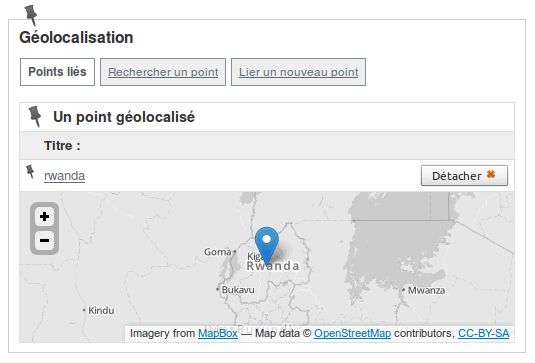 Géolocalisation
Points liés Rechercher un point Lier un nouveau point
Un point géolocalisé
Titre :
rwanda Détacher
+
−
Goma
Rwanda
Bukavu
Mwanza
Kindu
Imagery from MapBox — Map data © OpenStreetMap contributors, CC-BY-SA